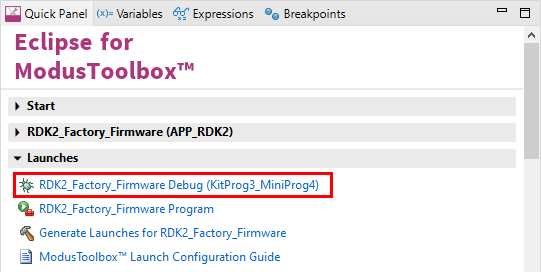 Quick Panel (x)= Variables Expressions Breakpoints
Eclipse for
ModusToolbox™
Start
RDK2_Factory_Firmware (APP_RDK2)
Launches
RDK2_Factory_Firmware Debug (KitProg3_MiniProg4)
RDK2_Factory_Firmware Program
Generate Launches for RDK2_Factory_Firmware
ModusToolbox™ Launch Configuration Guide